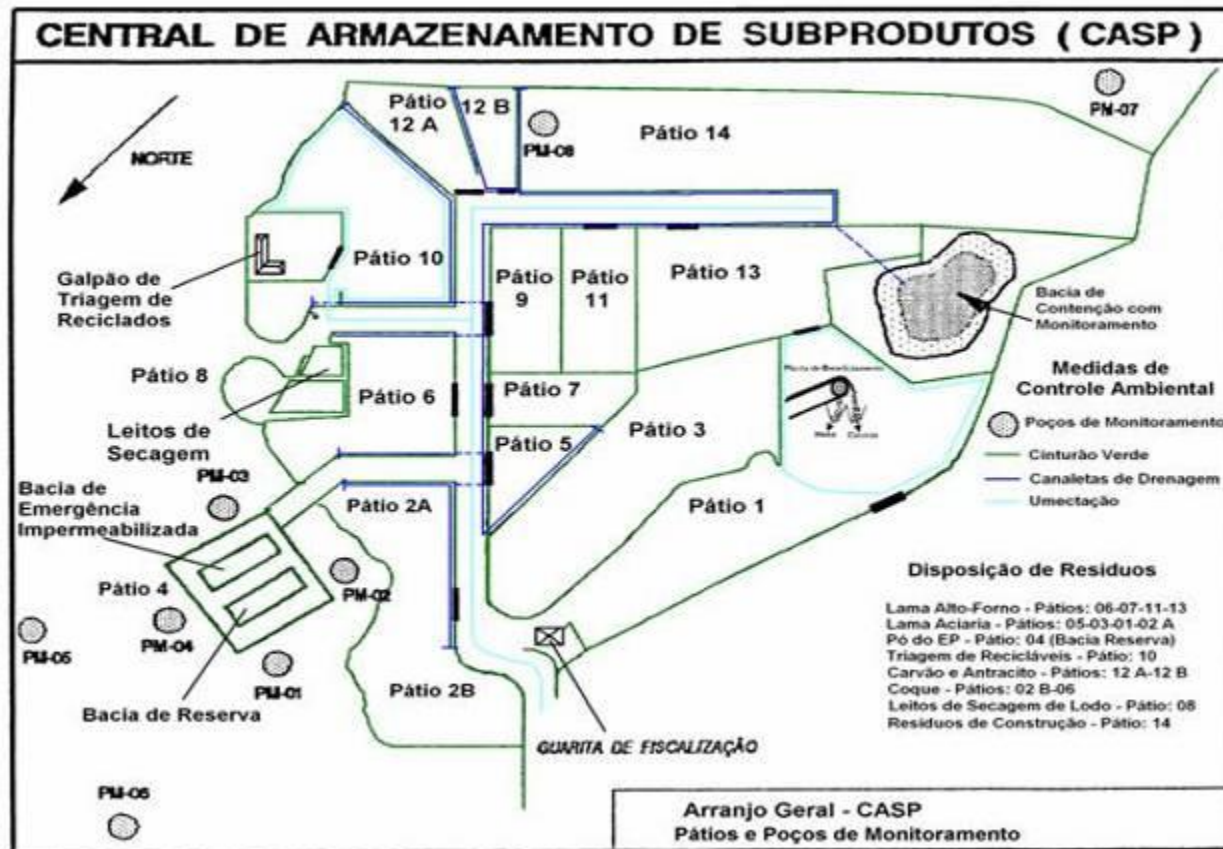 CENTRAL DE ARMAZENAMENTO DE SUBPRODUTOS ( CASP )
NORTE
Pátio
12 A
12 B
PM-08
Pátio 14
PM-07
Galpão de
Triagem de
Reciclados
Pátio 10
Pátio
9
Pátio
11
Pátio 13
Bacia de
Contenção com
Monitoramento
Pátio 8
Pátio 6
Pátio 7
Leitos de
Secagem
Pátio 5
Pátio 3
Medidas de
Controle Ambiental
Poços de Monitoramento
Cinturão Verde
Canaletas de Drenagem
Umectação
PM-03
Bacia de
Emergência
Impermeabilizada
Pátio 2A
Pátio 1
Pátio 4
PM-02
PM-04
PM-05
PM-01
Bacia de Reserva
Pátio 2B
GUARITA DE FISCALIZAÇÃO
Disposição de Residuos
Lama Alto-Forno - Pátios: 06-07-11-13
Lama Aciaria - Pátios: 05-03-01-02 A
Pó do EP - Pátio: 04 (Bacia Reserva)
Triagem de Recicláveis - Pátio: 10
Carvão e Antracito - Pátios: 12 A-12 B
Coque - Pátios: 02 B-06
Leitos de Secagem de Lodo - Pátio: 08
Residuos de Construção - Pátio: 14
PM-06
Arranjo Geral - CASP
Pátios e Poços de Monitoramento